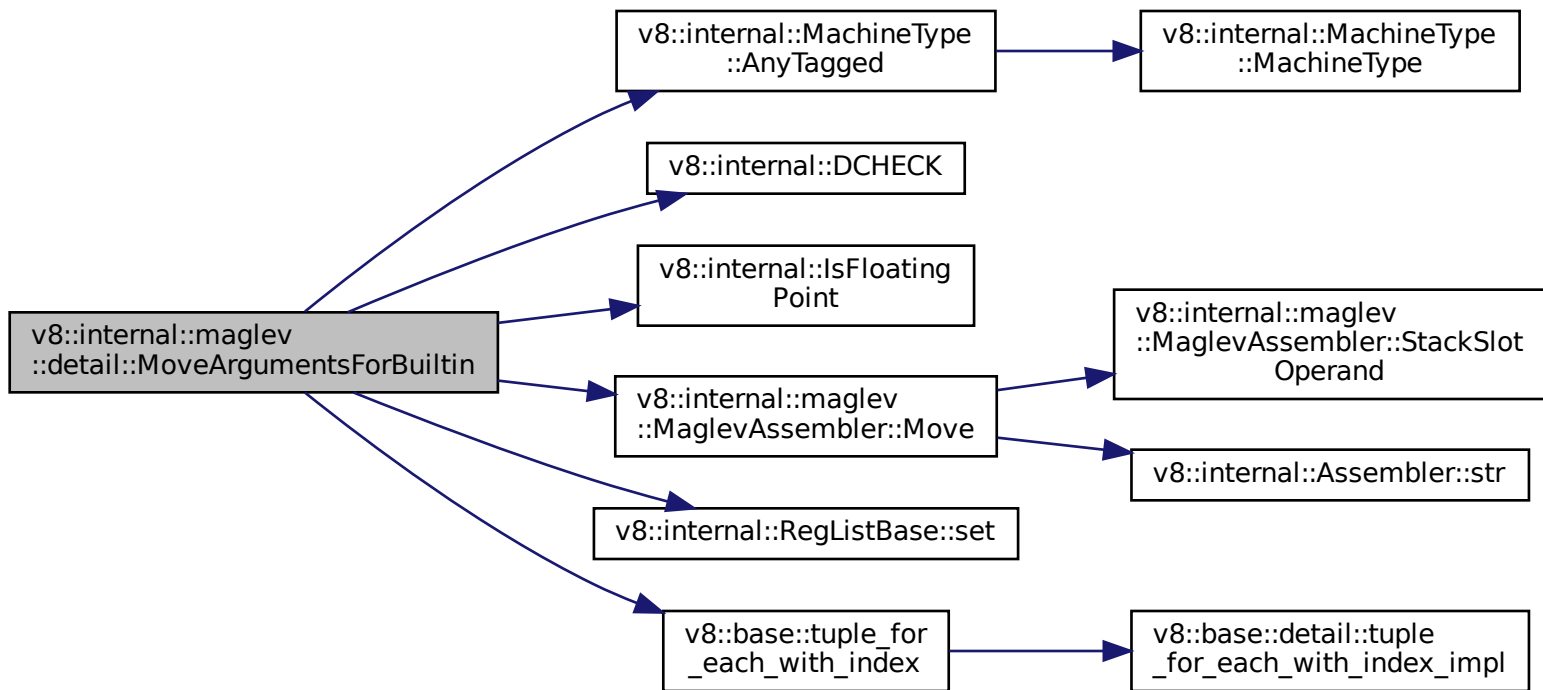 v8::internal::maglev
::detail::MoveArgumentsForBuiltin
v8::internal::MachineType
::AnyTagged
v8::internal::MachineType
::MachineType
v8::internal::DCHECK
v8::internal::IsFloating
Point
v8::internal::maglev
::MaglevAssembler::Move
v8::internal::maglev
::MaglevAssembler::StackSlot
Operand
v8::internal::Assembler::str
v8::internal::RegListBase::set
v8::base::tuple_for
_each_with_index
v8::base::detail::tuple
_for_each_with_index_impl